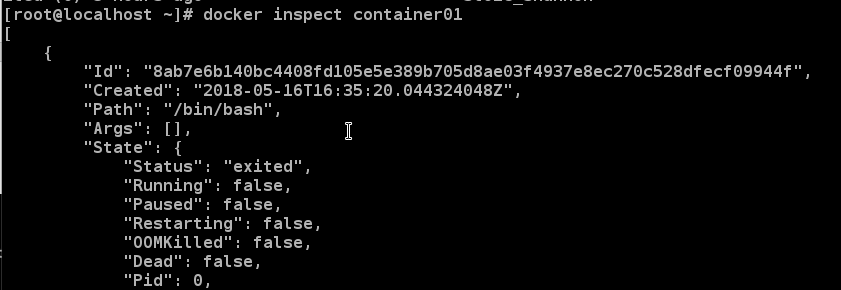 [root@localhost ~]# docker inspect container01
[
    {
        "Id": "8ab7e6b140bc4408fd105e5e389b705d8ae03f4937e8ec270c528dfecf09944f",
        "Created": "2018-05-16T16:35:20.044324048Z",
        "Path": "/bin/bash",
        "Args": [],
        "State": {
            "Status": "exited",
            "Running": false,
            "Paused": false,
            "Restarting": false,
            "OOMKilled": false,
            "Dead": false,
            "Pid": 0,